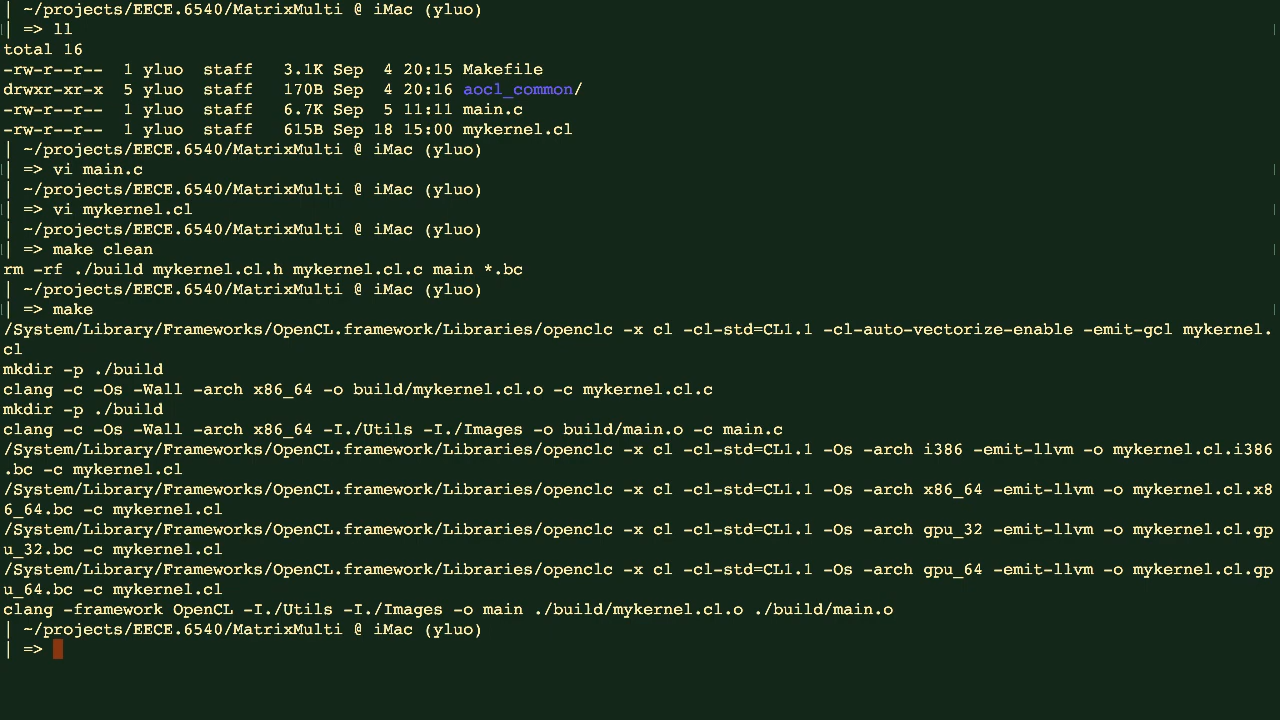 | ~/projects/EECE.6540/MatrixMulti @ iMac (yluo)
| => ll
total 16
-rw-r--r-- 1 yluo staff 3.1K Sep 4 20:15 Makefile
drwxr-xr-x 5 yluo staff 170B Sep 4 20:16 aocl_common/
-rw-r--r-- 1 yluo staff 6.7K Sep 5 11:11 main.c
-rw-r--r-- 1 yluo staff 615B Sep 18 15:00 mykernel.cl
| ~/projects/EECE.6540/MatrixMulti @ iMac (yluo)
| => vi main.c
| ~/projects/EECE.6540/MatrixMulti @ iMac (yluo)
| => vi mykernel.cl
| ~/projects/EECE.6540/MatrixMulti @ iMac (yluo)
| => make clean
rm -rf ./build mykernel.cl.h mykernel.cl.c main *.bc
| ~/projects/EECE.6540/MatrixMulti @ iMac (yluo)
| => make
/System/Library/Frameworks/OpenCL.framework/Libraries/openclc -x cl -cl-std=CL1.1 -cl-auto-vectorize-enable -emit-gcl mykernel.
cl
mkdir -p ./build
clang -c -Os -Wall -arch x86_64 -o build/mykernel.cl.o -c mykernel.cl.c
mkdir -p ./build
clang -c -Os -Wall -arch x86_64 -I./Utils -I./Images -o build/main.o -c main.c
/System/Library/Frameworks/OpenCL.framework/Libraries/openclc -x cl -cl-std=CL1.1 -Os -arch i386 -emit-llvm -o mykernel.cl.i386
.bc -c mykernel.cl
/System/Library/Frameworks/OpenCL.framework/Libraries/openclc -x cl -cl-std=CL1.1 -Os -arch x86_64 -emit-llvm -o mykernel.cl.x8
6_64.bc -c mykernel.cl
/System/Library/Frameworks/OpenCL.framework/Libraries/openclc -x cl -cl-std=CL1.1 -Os -arch gpu_32 -emit-llvm -o mykernel.cl.gp
u_32.bc -c mykernel.cl
/System/Library/Frameworks/OpenCL.framework/Libraries/openclc -x cl -cl-std=CL1.1 -Os -arch gpu_64 -emit-llvm -o mykernel.cl.gp
u_64.bc -c mykernel.cl
clang -framework OpenCL -I./Utils -I./Images -o main ./build/mykernel.cl.o ./build/main.o
| ~/projects/EECE.6540/MatrixMulti @ iMac (yluo)
| =>